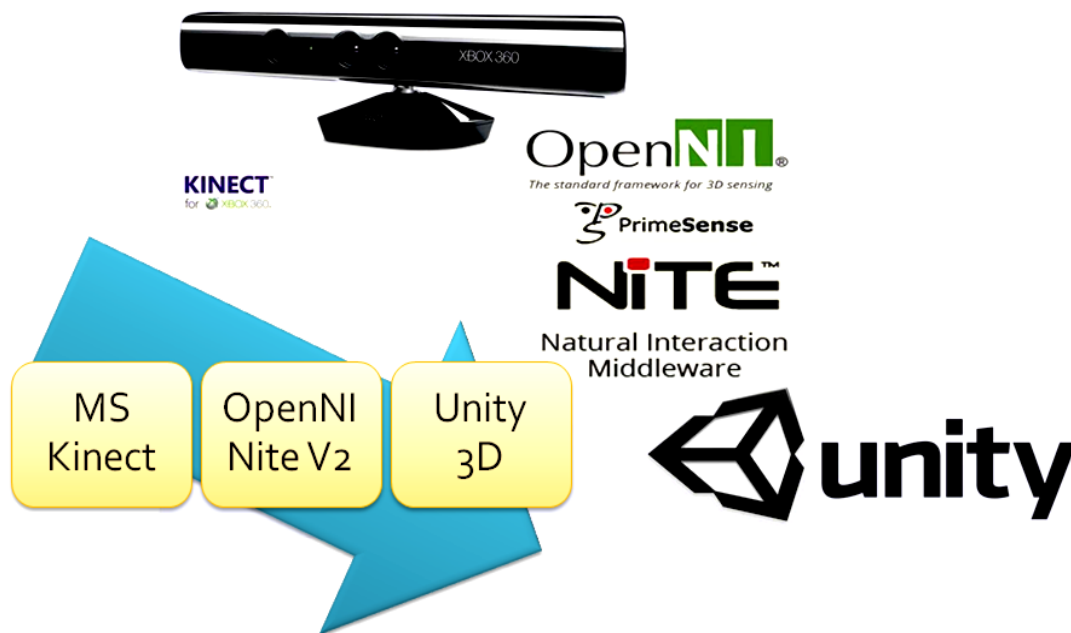 XBOX 360
KINECT™
for XBOX 360.
OpenNI®
The standard framework for 3D sensing
PrimeSense
NiTE™
Natural Interaction
Middleware
MS
Kinect
OpenNI
Nite V2
Unity
3D
unity